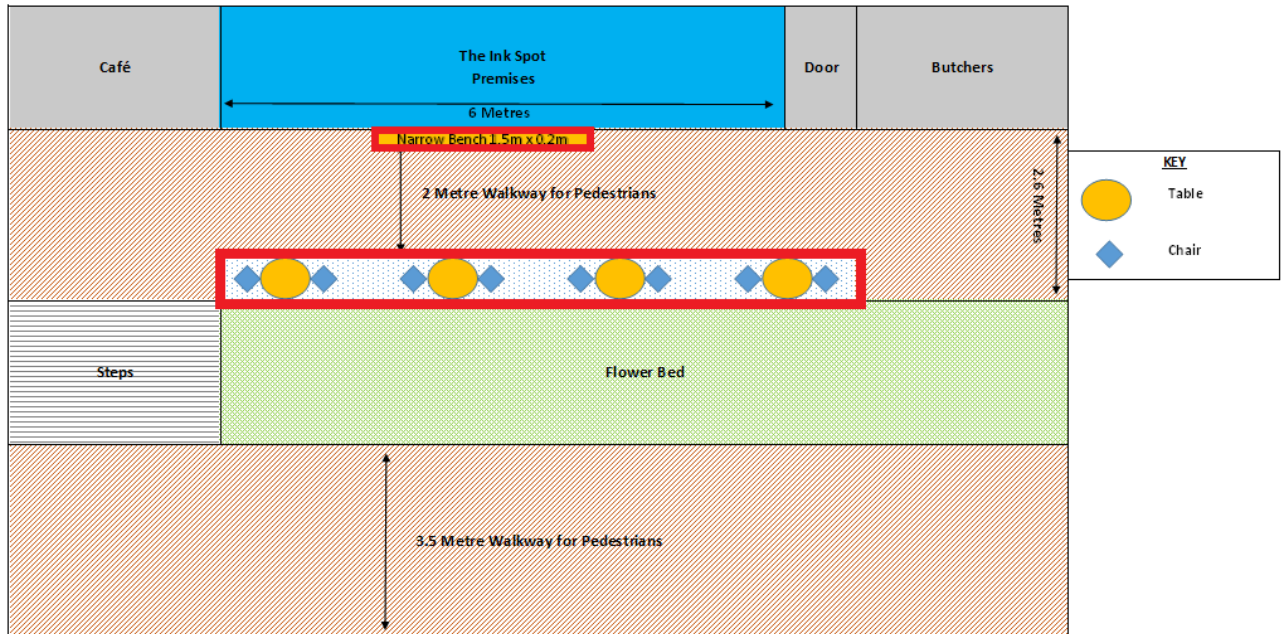 Café
The Ink Spot
Premises
Door
Butchers
6 Metres
Narrow Bench 1.5m x 0.2m
2 Metre Walkway for Pedestrians
2.6 Metres
KEY
Table
Chair
Steps
Flower Bed
3.5 Metre Walkway for Pedestrians